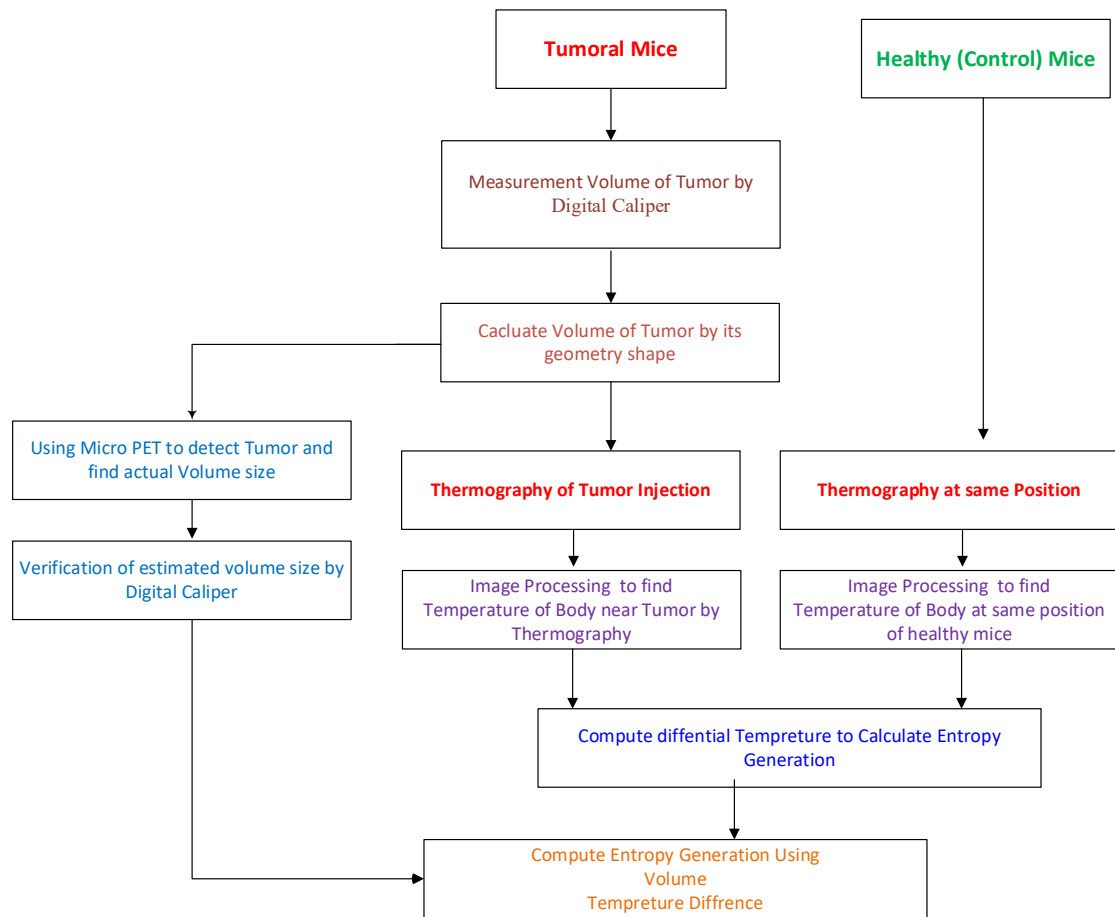 Tumoral Mice
Healthy (Control) Mice
Measurement Volume of Tumor by
Digital Caliper
Cacluate Volume of Tumor by its
geometry shape
Using Micro PET to detect Tumor and
find actual Volume size
Thermography of Tumor Injection
Thermography at same Position
Verification of estimated volume size by
Digital Caliper
Image Processing to find
Temperature of Body near Tumor by
Thermography
Image Processing to find
Temperature of Body at same position
of healthy mice
Compute diffential Tempreture to Calculate Entropy
Generation
Compute Entropy Generation Using
Volume
Tempreture Diffrence